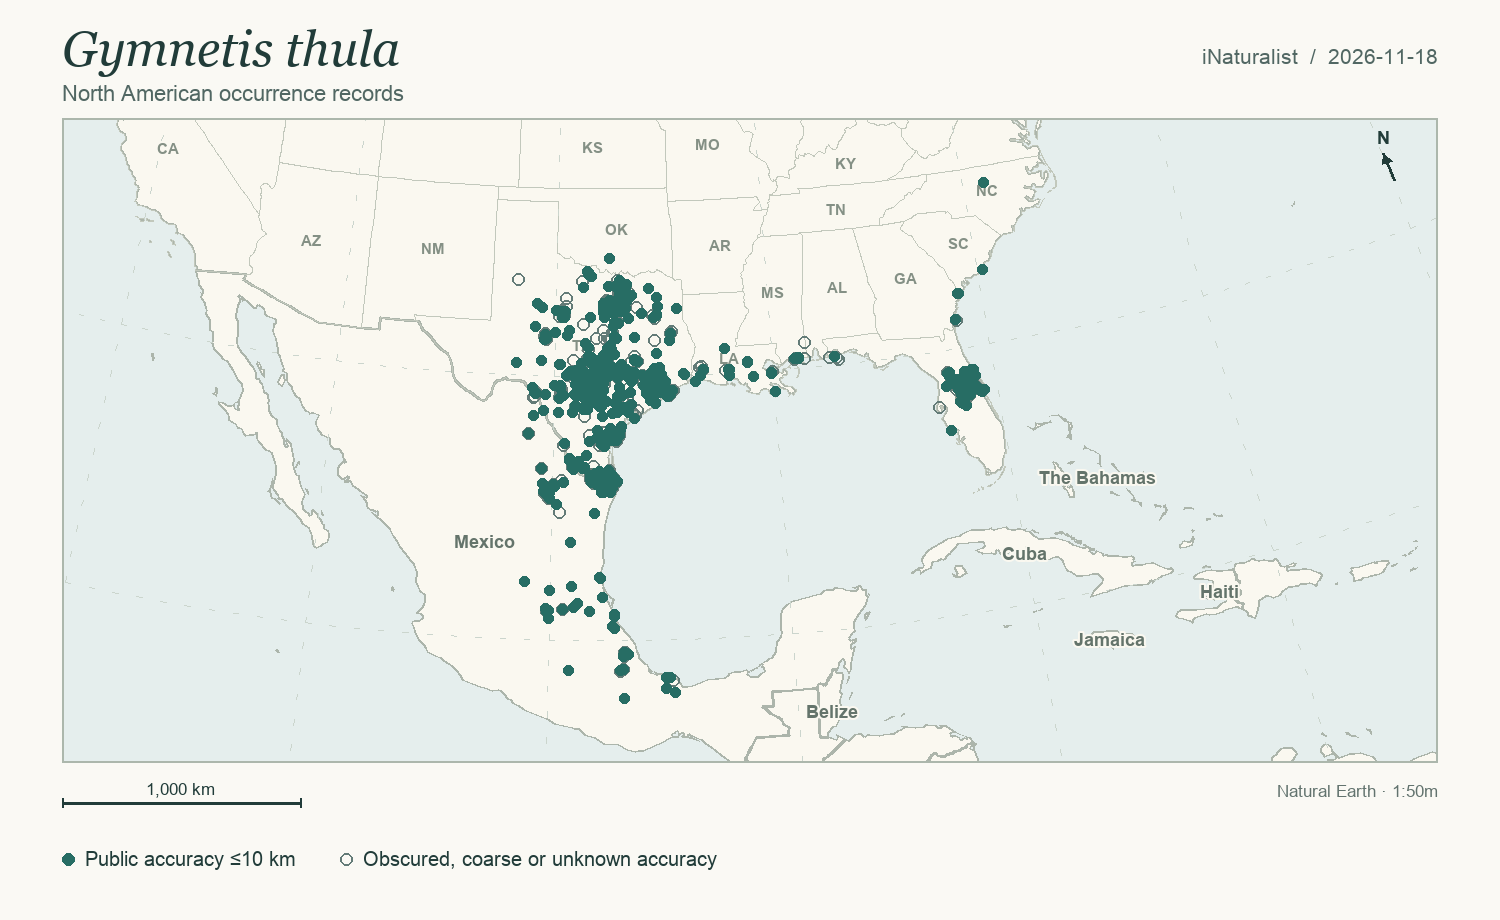 Gymnetis thula
iNaturalist / 2026-11-18
North American occurrence records
N
CA
KS
MO
KY
NC
TN
OK
AZ
NM
AR
SC
MS
AL
GA
T
LA
The Bahamas
Mexico
Cuba
Haiti
Jamaica
Belize
1,000 km
Natural Earth · 1:50m
Public accuracy ≤10 km
Obscured, coarse or unknown accuracy